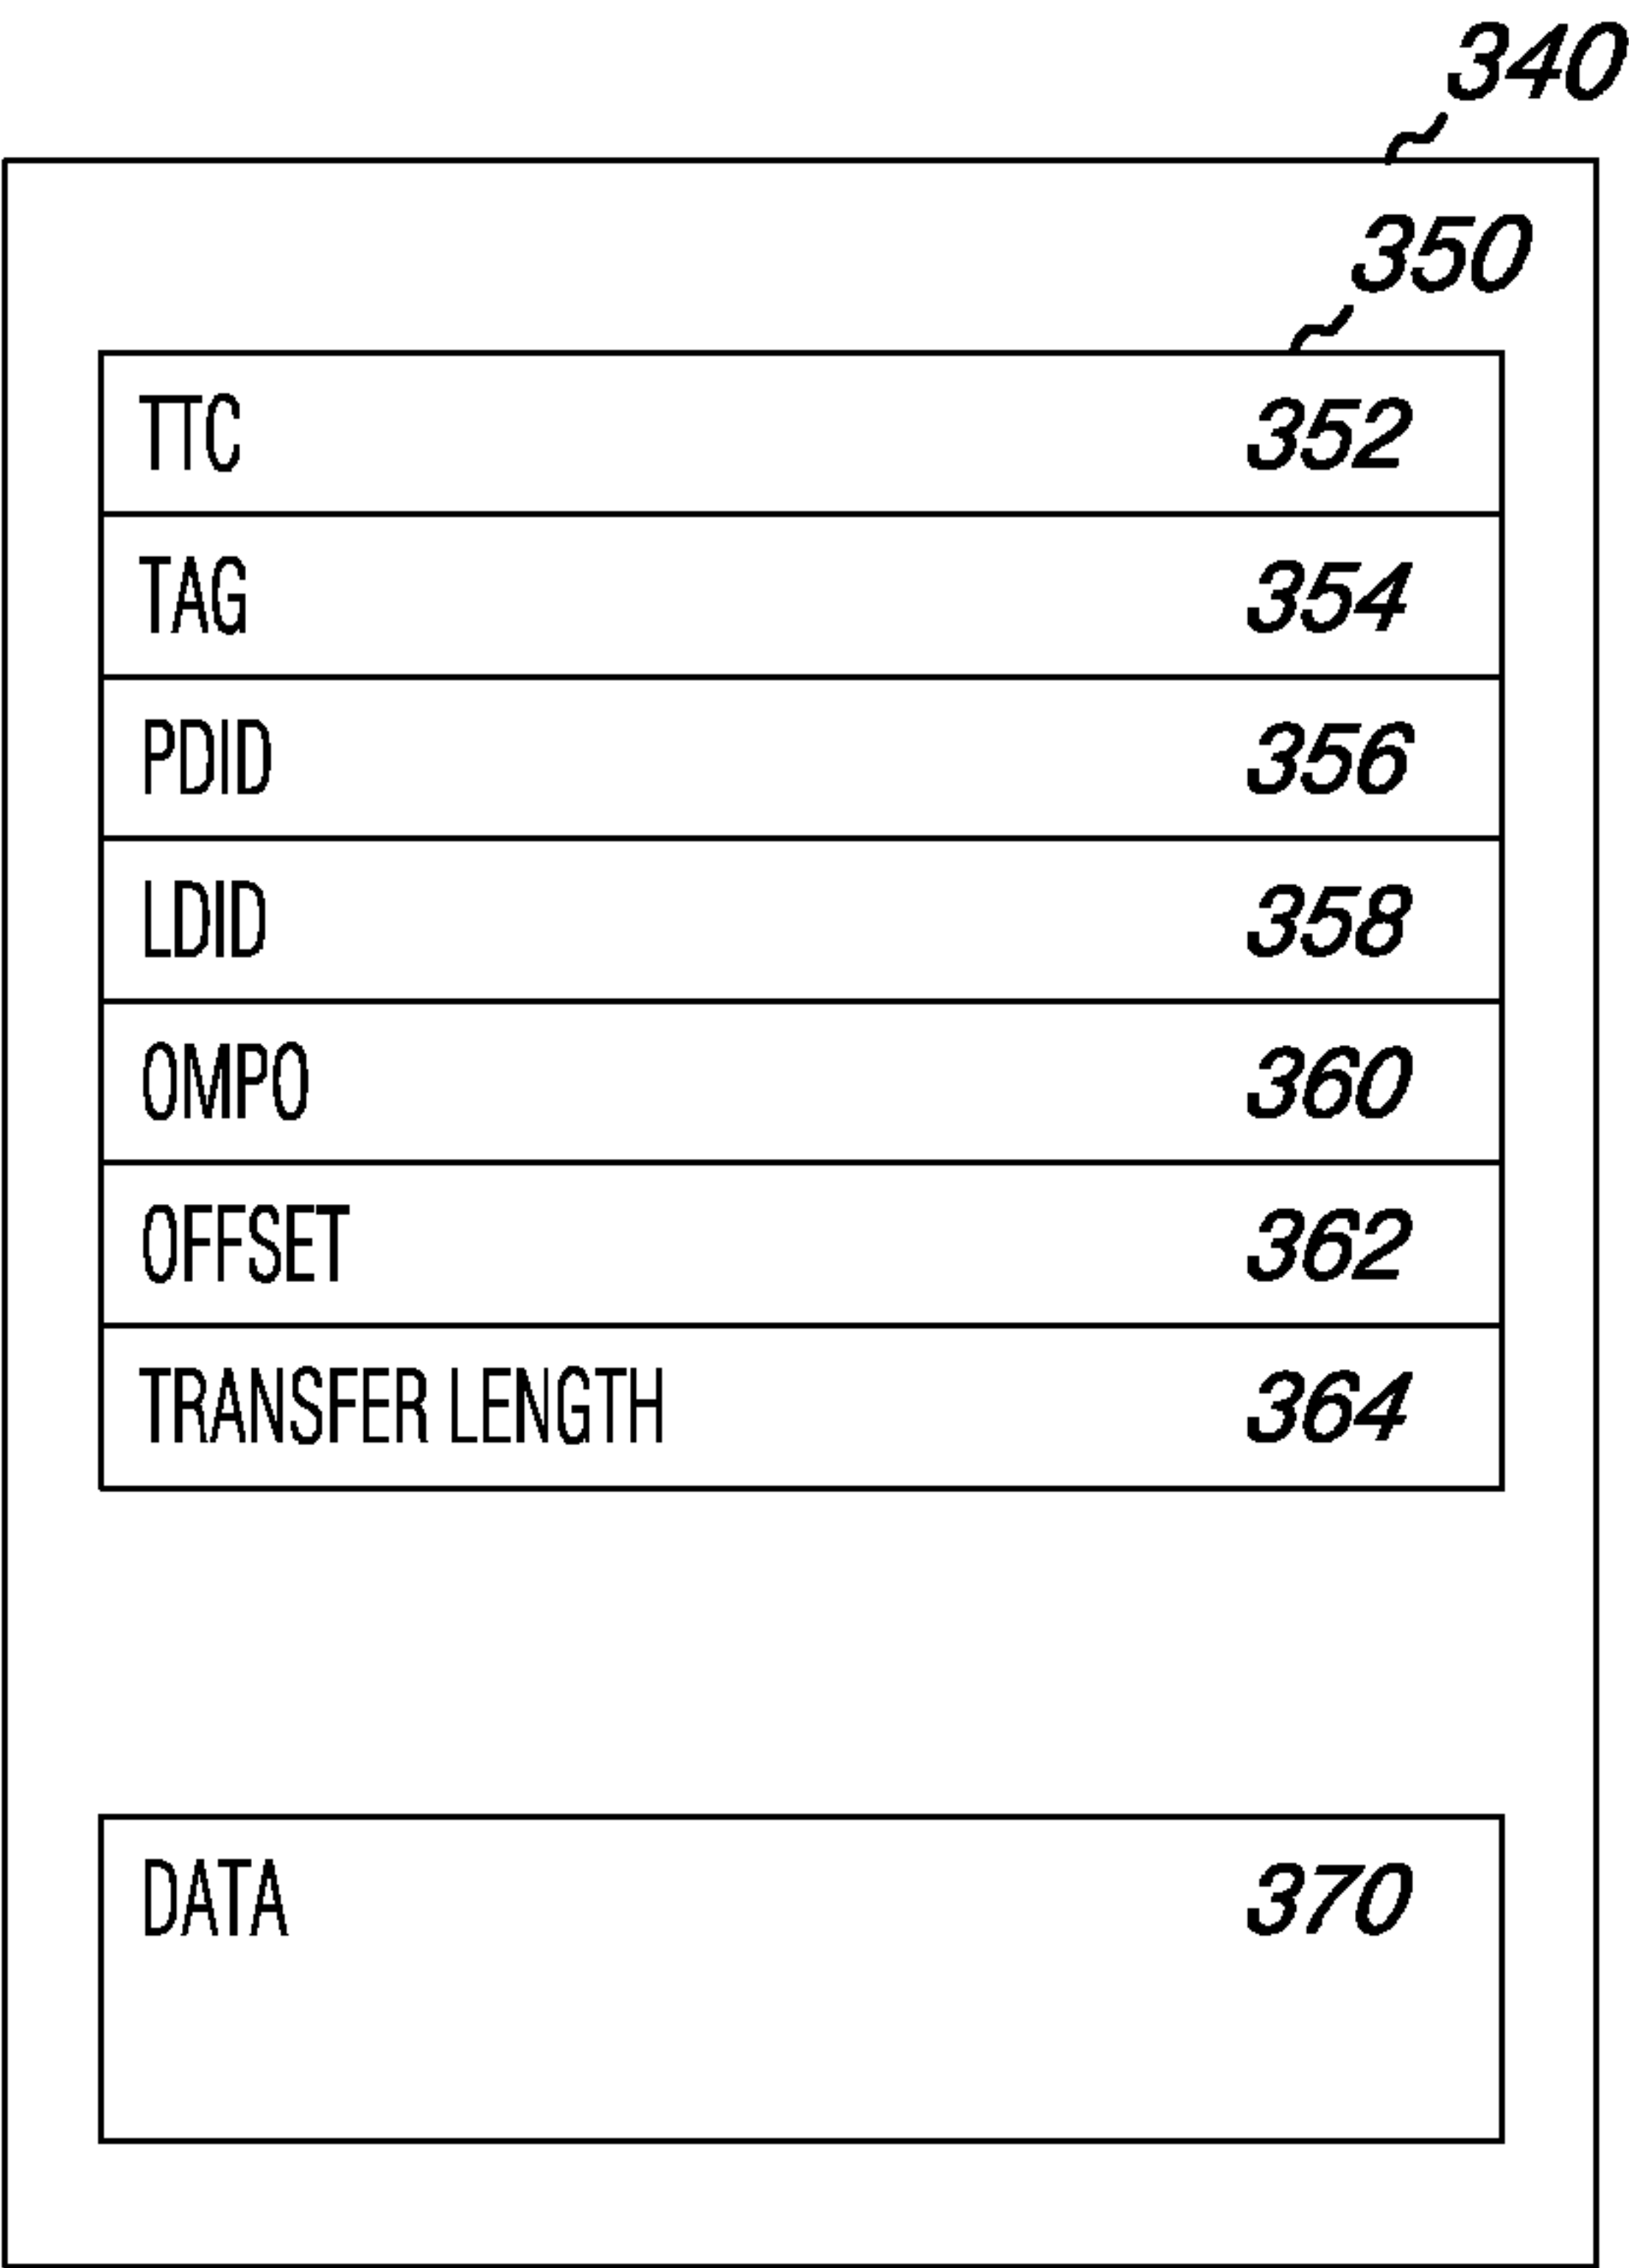 340
350
TTC 352
TAG 354
PDID 356
LDID 358
OMPO 360
OFFSET 362
TRANSFER LENGTH 364
DATA 370